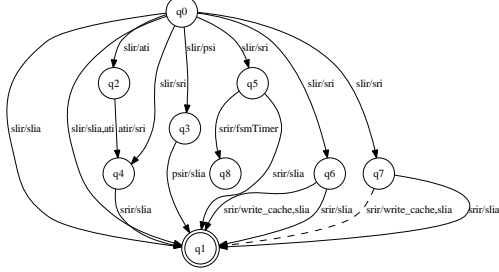 q0
slir/ati
slir/psi
slir/sri
q2
q5
slir/sri
slir/sri
slir/sri
slir/slia
slir/slia,ati
atir/sri
q3
srir/fsmTimer
q4
q8
q6
q7
psir/slia
srir/slia
srir/slia
srir/write_cache,slia
srir/slia
srir/write_cache,slia
srir/slia
q1